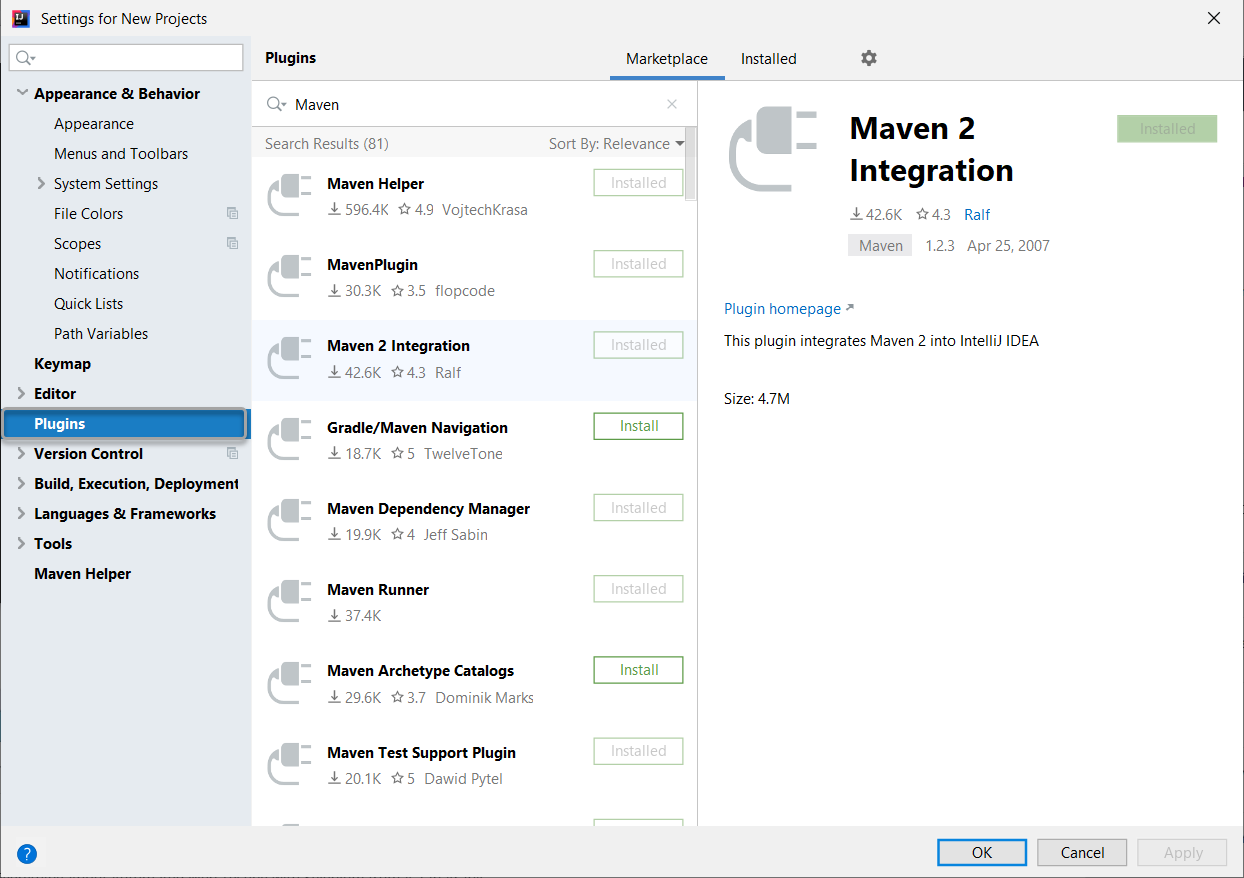 Settings for New Projects
Appearance & Behavior
Appearance
Menus and Toolbars
System Settings
File Colors
Scopes
Notifications
Quick Lists
Path Variables
Keymap
Editor
Plugins
Version Control
Build, Execution, Deployment
Languages & Frameworks
Tools
Maven Helper
Plugins
Marketplace
Installed
Maven
Search Results (81)
Sort By: Relevance
Maven Helper
Installed
596.4K 4.9 VojtechKrasa
MavenPlugin
Installed
30.3K 3.5 flopcode
Maven 2 Integration
Installed
42.6K 4.3 Ralf
Gradle/Maven Navigation
Install
18.7K 5 TwelveTone
Maven Dependency Manager
Installed
19.9K 4 Jeff Sabin
Maven Runner
Installed
37.4K
Maven Archetype Catalogs
Install
29.6K 3.7 Dominik Marks
Maven Test Support Plugin
Installed
20.1K 5 Dawid Pytel
Maven 2
Integration
Installed
42.6K 4.3 Ralf
Maven 1.2.3 Apr 25, 2007
Plugin homepage
This plugin integrates Maven 2 into IntelliJ IDEA
Size: 4.7M
?
OK
Cancel
Apply